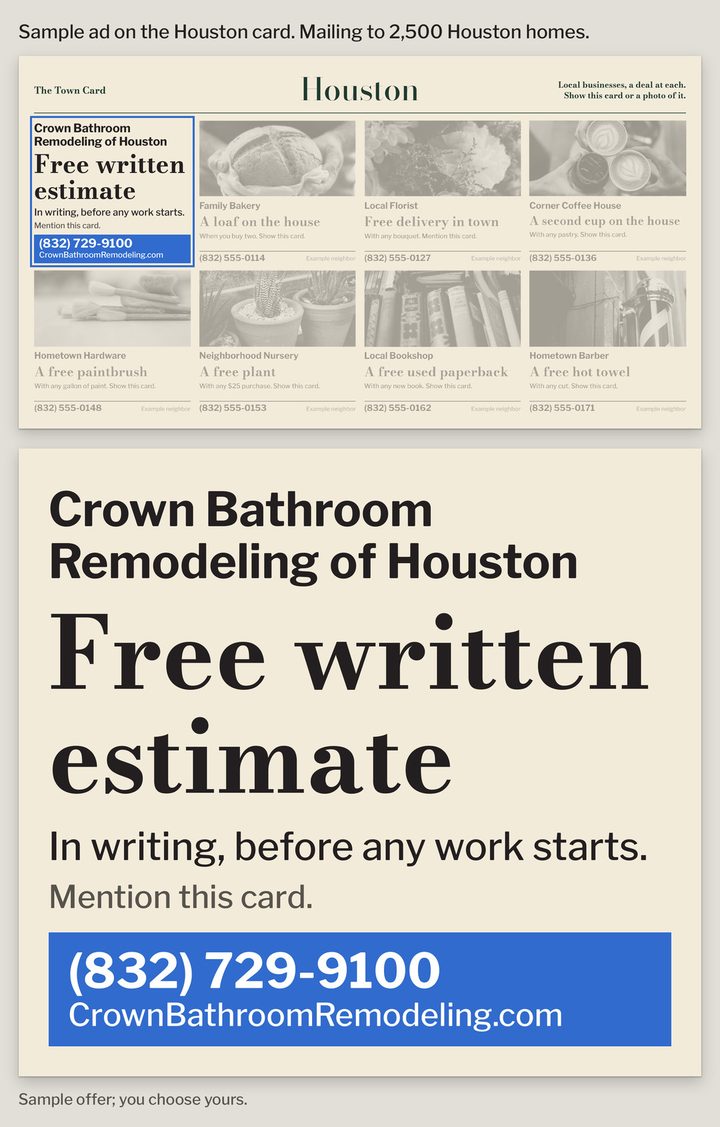 Sample ad on the Houston card. Mailing to 2,500 Houston homes.
The Town Card
Houston
Local businesses, a deal at each.
Show this card or a photo of it.
Crown Bathroom
Remodeling of Houston
Free written
estimate
In writing, before any work starts.
Mention this card.
(832) 729-9100
CrownBathroomRemodeling.com
Family Bakery
A loaf on the house
When you buy two. Show this card.
(832) 555-0114
Example neighbor
Local Florist
Free delivery in town
With any bouquet. Mention this card.
(832) 555-0127
Corner Coffee House
A second cup on the house
With any pastry. Show this card.
(832) 555-0136
Example neighbor
Hometown Hardware
A free paintbrush
With any gallon of paint. Show this card.
(832) 555-0148
Example neighbor
Neighborhood Nursery
A free plant
With any $25 purchase. Show this card.
(832) 555-0153
Example neighbor
Local Bookshop
A free used paperback
With any new book. Show this card.
(832) 555-0162
Example neighbor
Hometown Barber
A free hot towel
With any cut. Show this card.
(832) 555-0171
Example neighbor
Crown Bathroom
Remodeling of Houston
Free written
estimate
In writing, before any work starts.
Mention this card.
(832) 729-9100
CrownBathroomRemodeling.com
Sample offer; you choose yours.